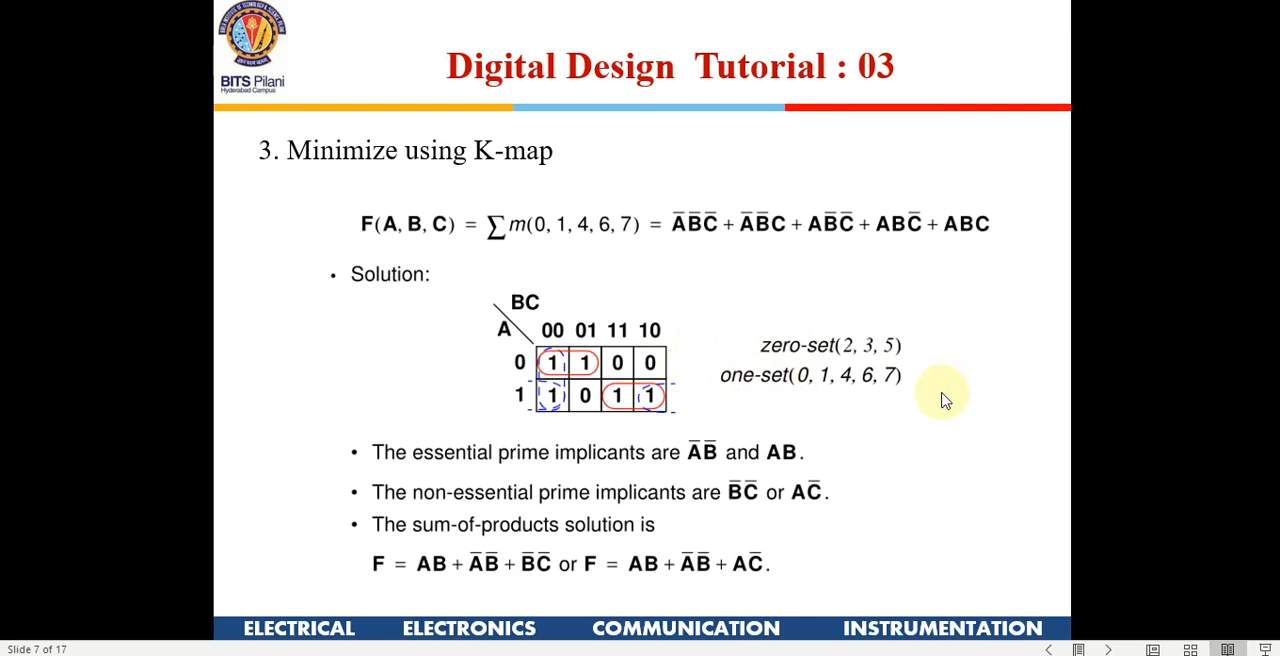 BITS Pilani
Hyderabad Campus
Digital Design Tutorial : 03
3. Minimize using K-map
F(A, B, C) = ∑ m(0, 1, 4, 6, 7) = A̅B̅C̅ + A̅B̅C + AB̅C̅ + ABC̅ + ABC
• Solution:
BC
A 00 01 11 10
0 1 1 0 0
1 1 0 1 1
zero-set(2, 3, 5)
one-set(0, 1, 4, 6, 7)
• The essential prime implicants are A̅B̅ and AB.
• The non-essential prime implicants are B̅C̅ or AC̅.
• The sum-of-products solution is
F = AB + A̅B̅ + B̅C̅ or F = AB + A̅B̅ + AC̅.
ELECTRICAL ELECTRONICS COMMUNICATION INSTRUMENTATION
Slide 7 of 17